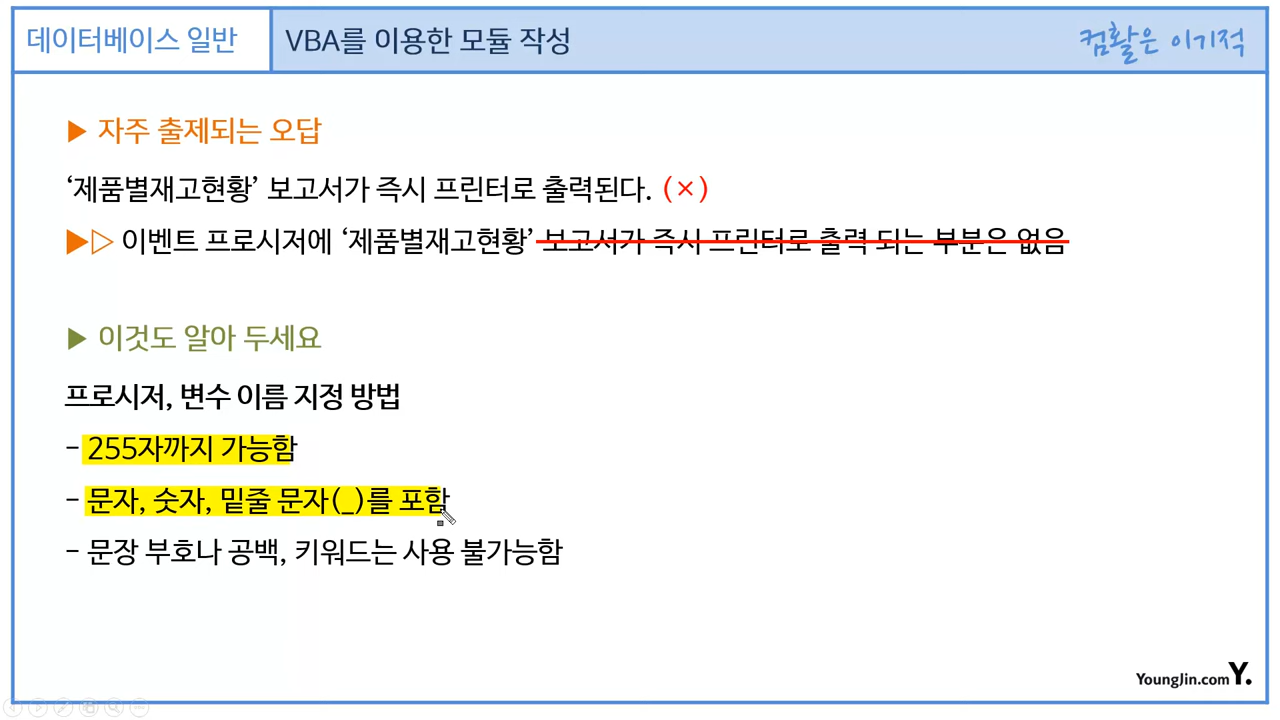 데이터베이스 일반
VBA를 이용한 모듈 작성
컴활은 이기적
▶ 자주 출제되는 오답
‘제품별재고현황’ 보고서가 즉시 프린터로 출력된다. (×)
▶▷ 이벤트 프로시저에 ‘제품별재고현황’ 보고서가 즉시 프린터로 출력 되는 부분은 없음
▶ 이것도 알아 두세요
프로시저, 변수 이름 지정 방법
- 255자까지 가능함
- 문자, 숫자, 밑줄 문자(_)를 포함
- 문장 부호나 공백, 키워드는 사용 불가능함
YoungJin.com Y.